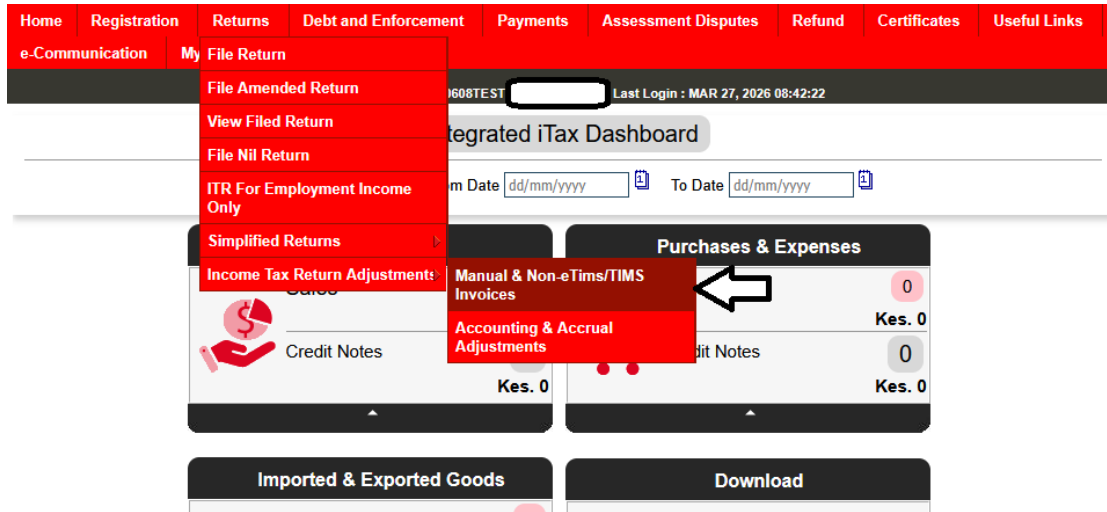 Home Registration Returns Debt and Enforcement Payments Assessment Disputes Refund Certificates Useful Links
e-Communication My
File Return
File Amended Return
0608TEST Last Login : MAR 27, 2026 08:42:22
View Filed Return
tegrated iTax Dashboard
File Nil Return
ITR For Employment Income
Only
om Date dd/mm/yyyy To Date dd/mm/yyyy
Simplified Returns
Purchases & Expenses
Income Tax Return Adjustments
Manual & Non-eTims/TIMS
Invoices
Sales
0
Kes. 0
Accounting & Accrual
Adjustments
Credit Notes
dit Notes
0
Kes. 0
Kes. 0
Imported & Exported Goods
Download